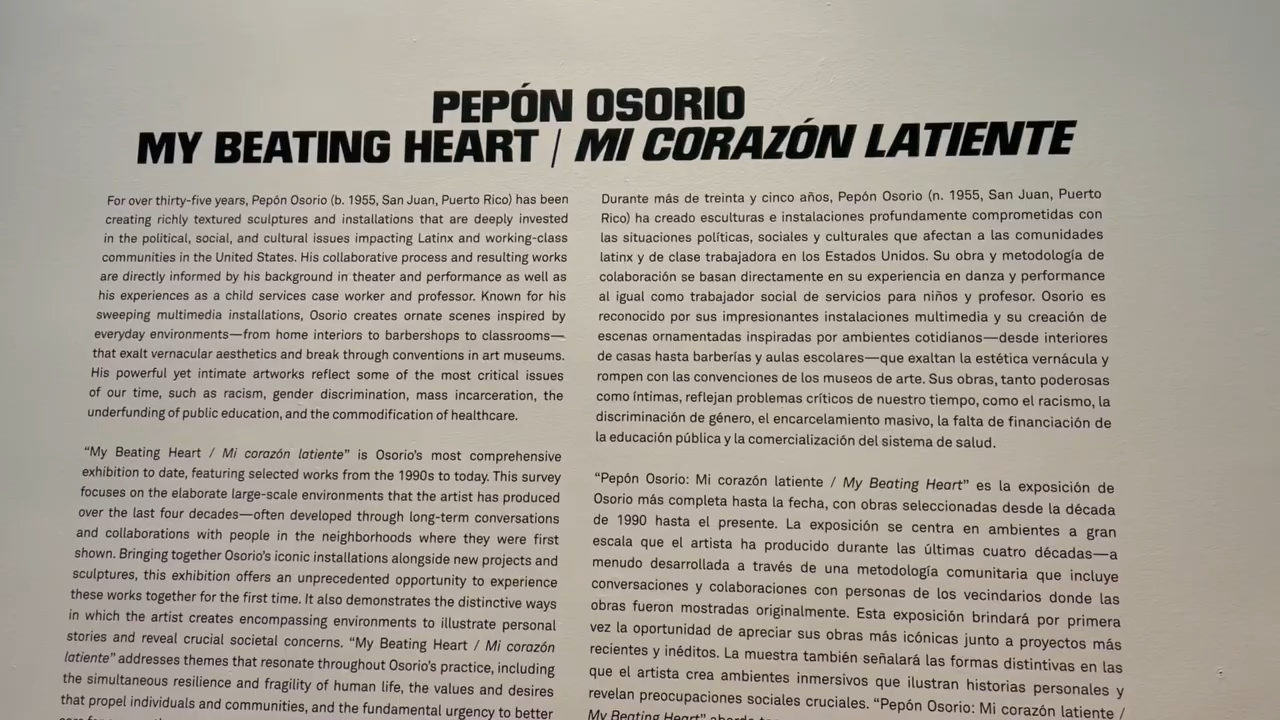 PEPÓN OSORIO
MY BEATING HEART / MI CORAZÓN LATIENTE
For over thirty-five years, Pepón Osorio (b. 1955, San Juan, Puerto Rico) has been
creating richly textured sculptures and installations that are deeply invested
in the political, social, and cultural issues impacting Latinx and working-class
communities in the United States. His collaborative process and resulting works
are directly informed by his background in theater and performance as well as
his experiences as a child services case worker and professor. Known for his
sweeping multimedia installations, Osorio creates ornate scenes inspired by
everyday environments—from home interiors to barbershops to classrooms—
that exalt vernacular aesthetics and break through conventions in art museums.
His powerful yet intimate artworks reflect some of the most critical issues
of our time, such as racism, gender discrimination, mass incarceration, the
underfunding of public education, and the commodification of healthcare.
“My Beating Heart / Mi corazón latiente” is Osorio’s most comprehensive
exhibition to date, featuring selected works from the 1990s to today. This survey
focuses on the elaborate large-scale environments that the artist has produced
over the last four decades—often developed through long-term conversations
and collaborations with people in the neighborhoods where they were first
shown. Bringing together Osorio’s iconic installations alongside new projects and
sculptures, this exhibition offers an unprecedented opportunity to experience
these works together for the first time. It also demonstrates the distinctive ways
in which the artist creates encompassing environments to illustrate personal
stories and reveal crucial societal concerns. “My Beating Heart / Mi corazón
latiente” addresses themes that resonate throughout Osorio’s practice, including
the simultaneous resilience and fragility of human life, the values and desires
that propel individuals and communities, and the fundamental urgency to better
Durante más de treinta y cinco años, Pepón Osorio (n. 1955, San Juan, Puerto
Rico) ha creado esculturas e instalaciones profundamente comprometidas con
las situaciones políticas, sociales y culturales que afectan a las comunidades
latinx y de clase trabajadora en los Estados Unidos. Su obra y metodología de
colaboración se basan directamente en su experiencia en danza y performance
al igual como trabajador social de servicios para niños y profesor. Osorio es
reconocido por sus impresionantes instalaciones multimedia y su creación de
escenas ornamentadas inspiradas por ambientes cotidianos—desde interiores
de casas hasta barberías y aulas escolares—que exaltan la estética vernácula y
rompen con las convenciones de los museos de arte. Sus obras, tanto poderosas
como íntimas, reflejan problemas críticos de nuestro tiempo, como el racismo, la
discriminación de género, el encarcelamiento masivo, la falta de financiación de
la educación pública y la comercialización del sistema de salud.
“Pepón Osorio: Mi corazón latiente / My Beating Heart” es la exposición de
Osorio más completa hasta la fecha, con obras seleccionadas desde la década
de 1990 hasta el presente. La exposición se centra en ambientes a gran
escala que el artista ha producido durante las últimas cuatro décadas—a
menudo desarrollada a través de una metodología comunitaria que incluye
conversaciones y colaboraciones con personas de los vecindarios donde las
obras fueron mostradas originalmente. Esta exposición brindará por primera
vez la oportunidad de apreciar sus obras más icónicas junto a proyectos más
recientes y inéditos. La muestra también señalará las formas distintivas en las
que el artista crea ambientes inmersivos que ilustran historias personales y
revelan preocupaciones sociales cruciales. “Pepón Osorio: Mi corazón latiente /
My Beating Heart”